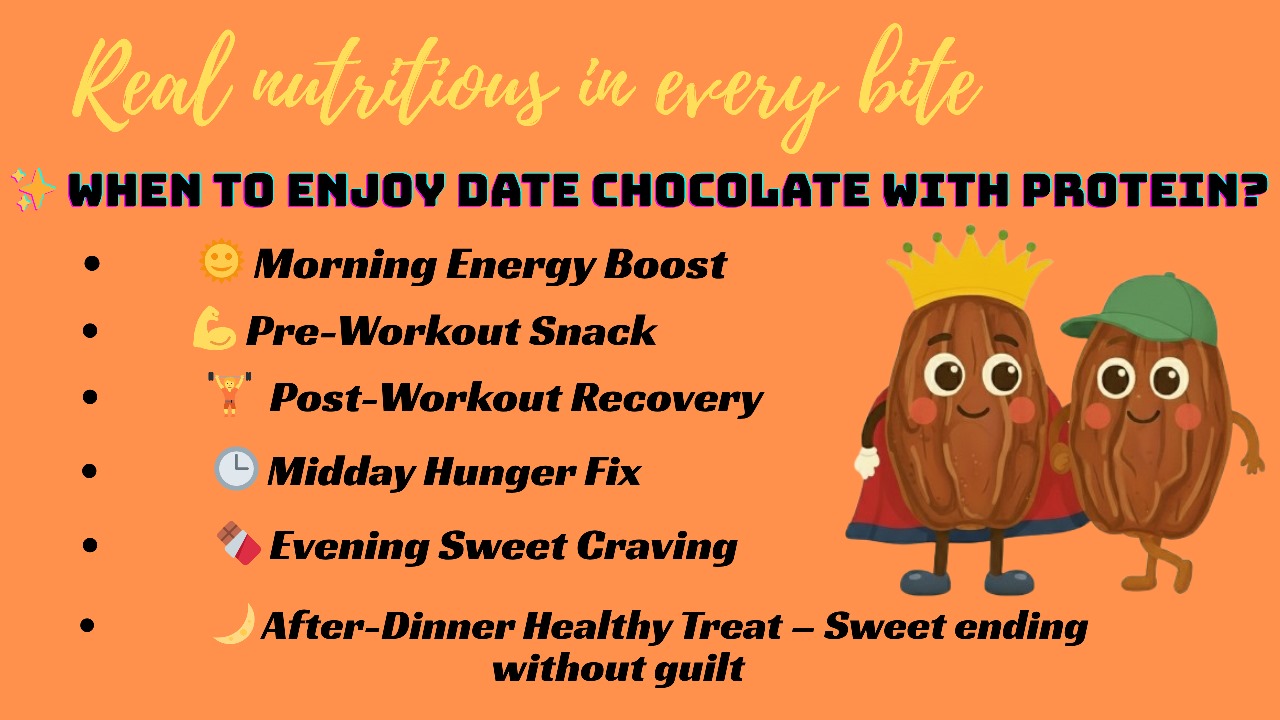 Real nutritious in every bite
✨ WHEN TO ENJOY DATE CHOCOLATE WITH PROTEIN?
• 🌞 Morning Energy Boost
• 💪 Pre-Workout Snack
• 🏋️ Post-Workout Recovery
• 🕒 Midday Hunger Fix
• 🍫 Evening Sweet Craving
• 🌙 After-Dinner Healthy Treat – Sweet ending
without guilt